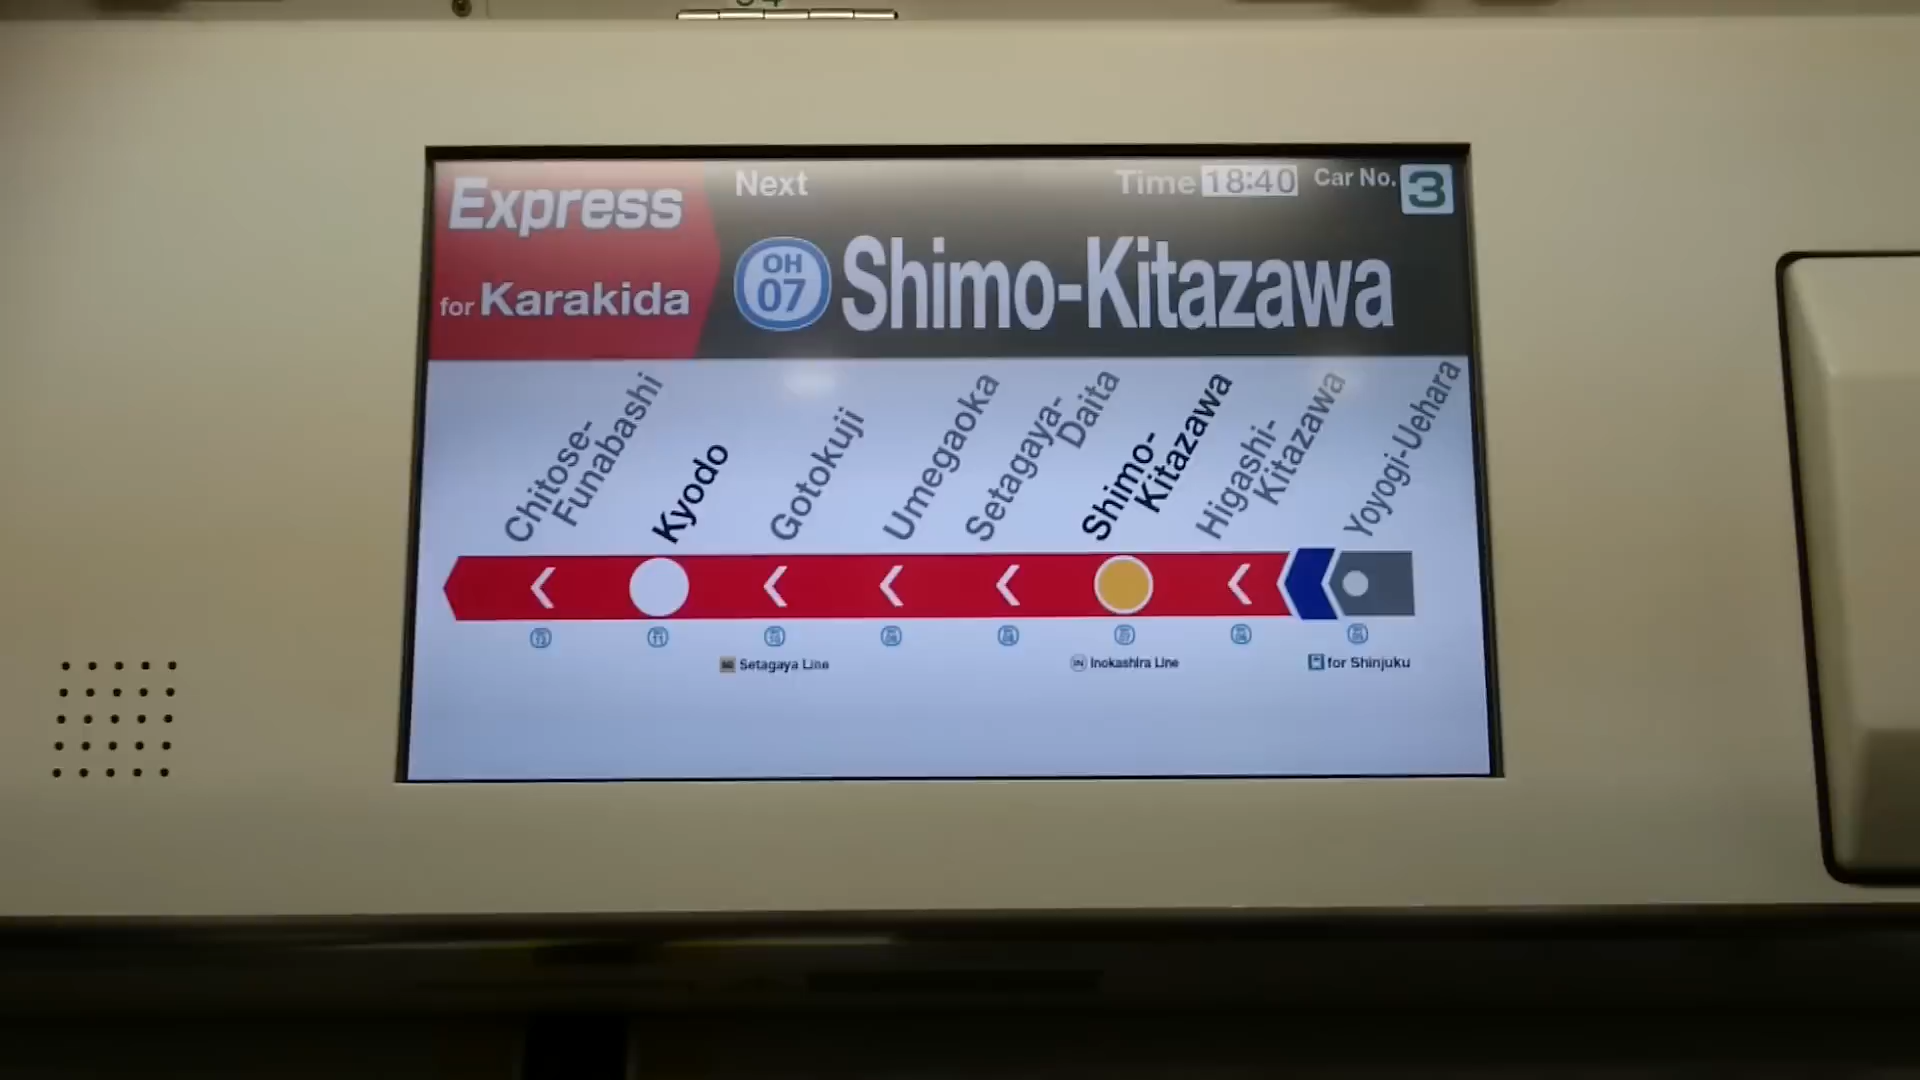 Express
for Karakida
Next
Time 18:40
Car No. 3
OH
07
Shimo-Kitazawa
Chitose-
Funabashi
Kyodo
Gotokuji
Umegaoka
Setagaya-
Daita
Shimo-
Kitazawa
Higashi-
Kitazawa
Yoyogi-Uehara
Setagaya Line
IN Inokashira Line
for Shinjuku